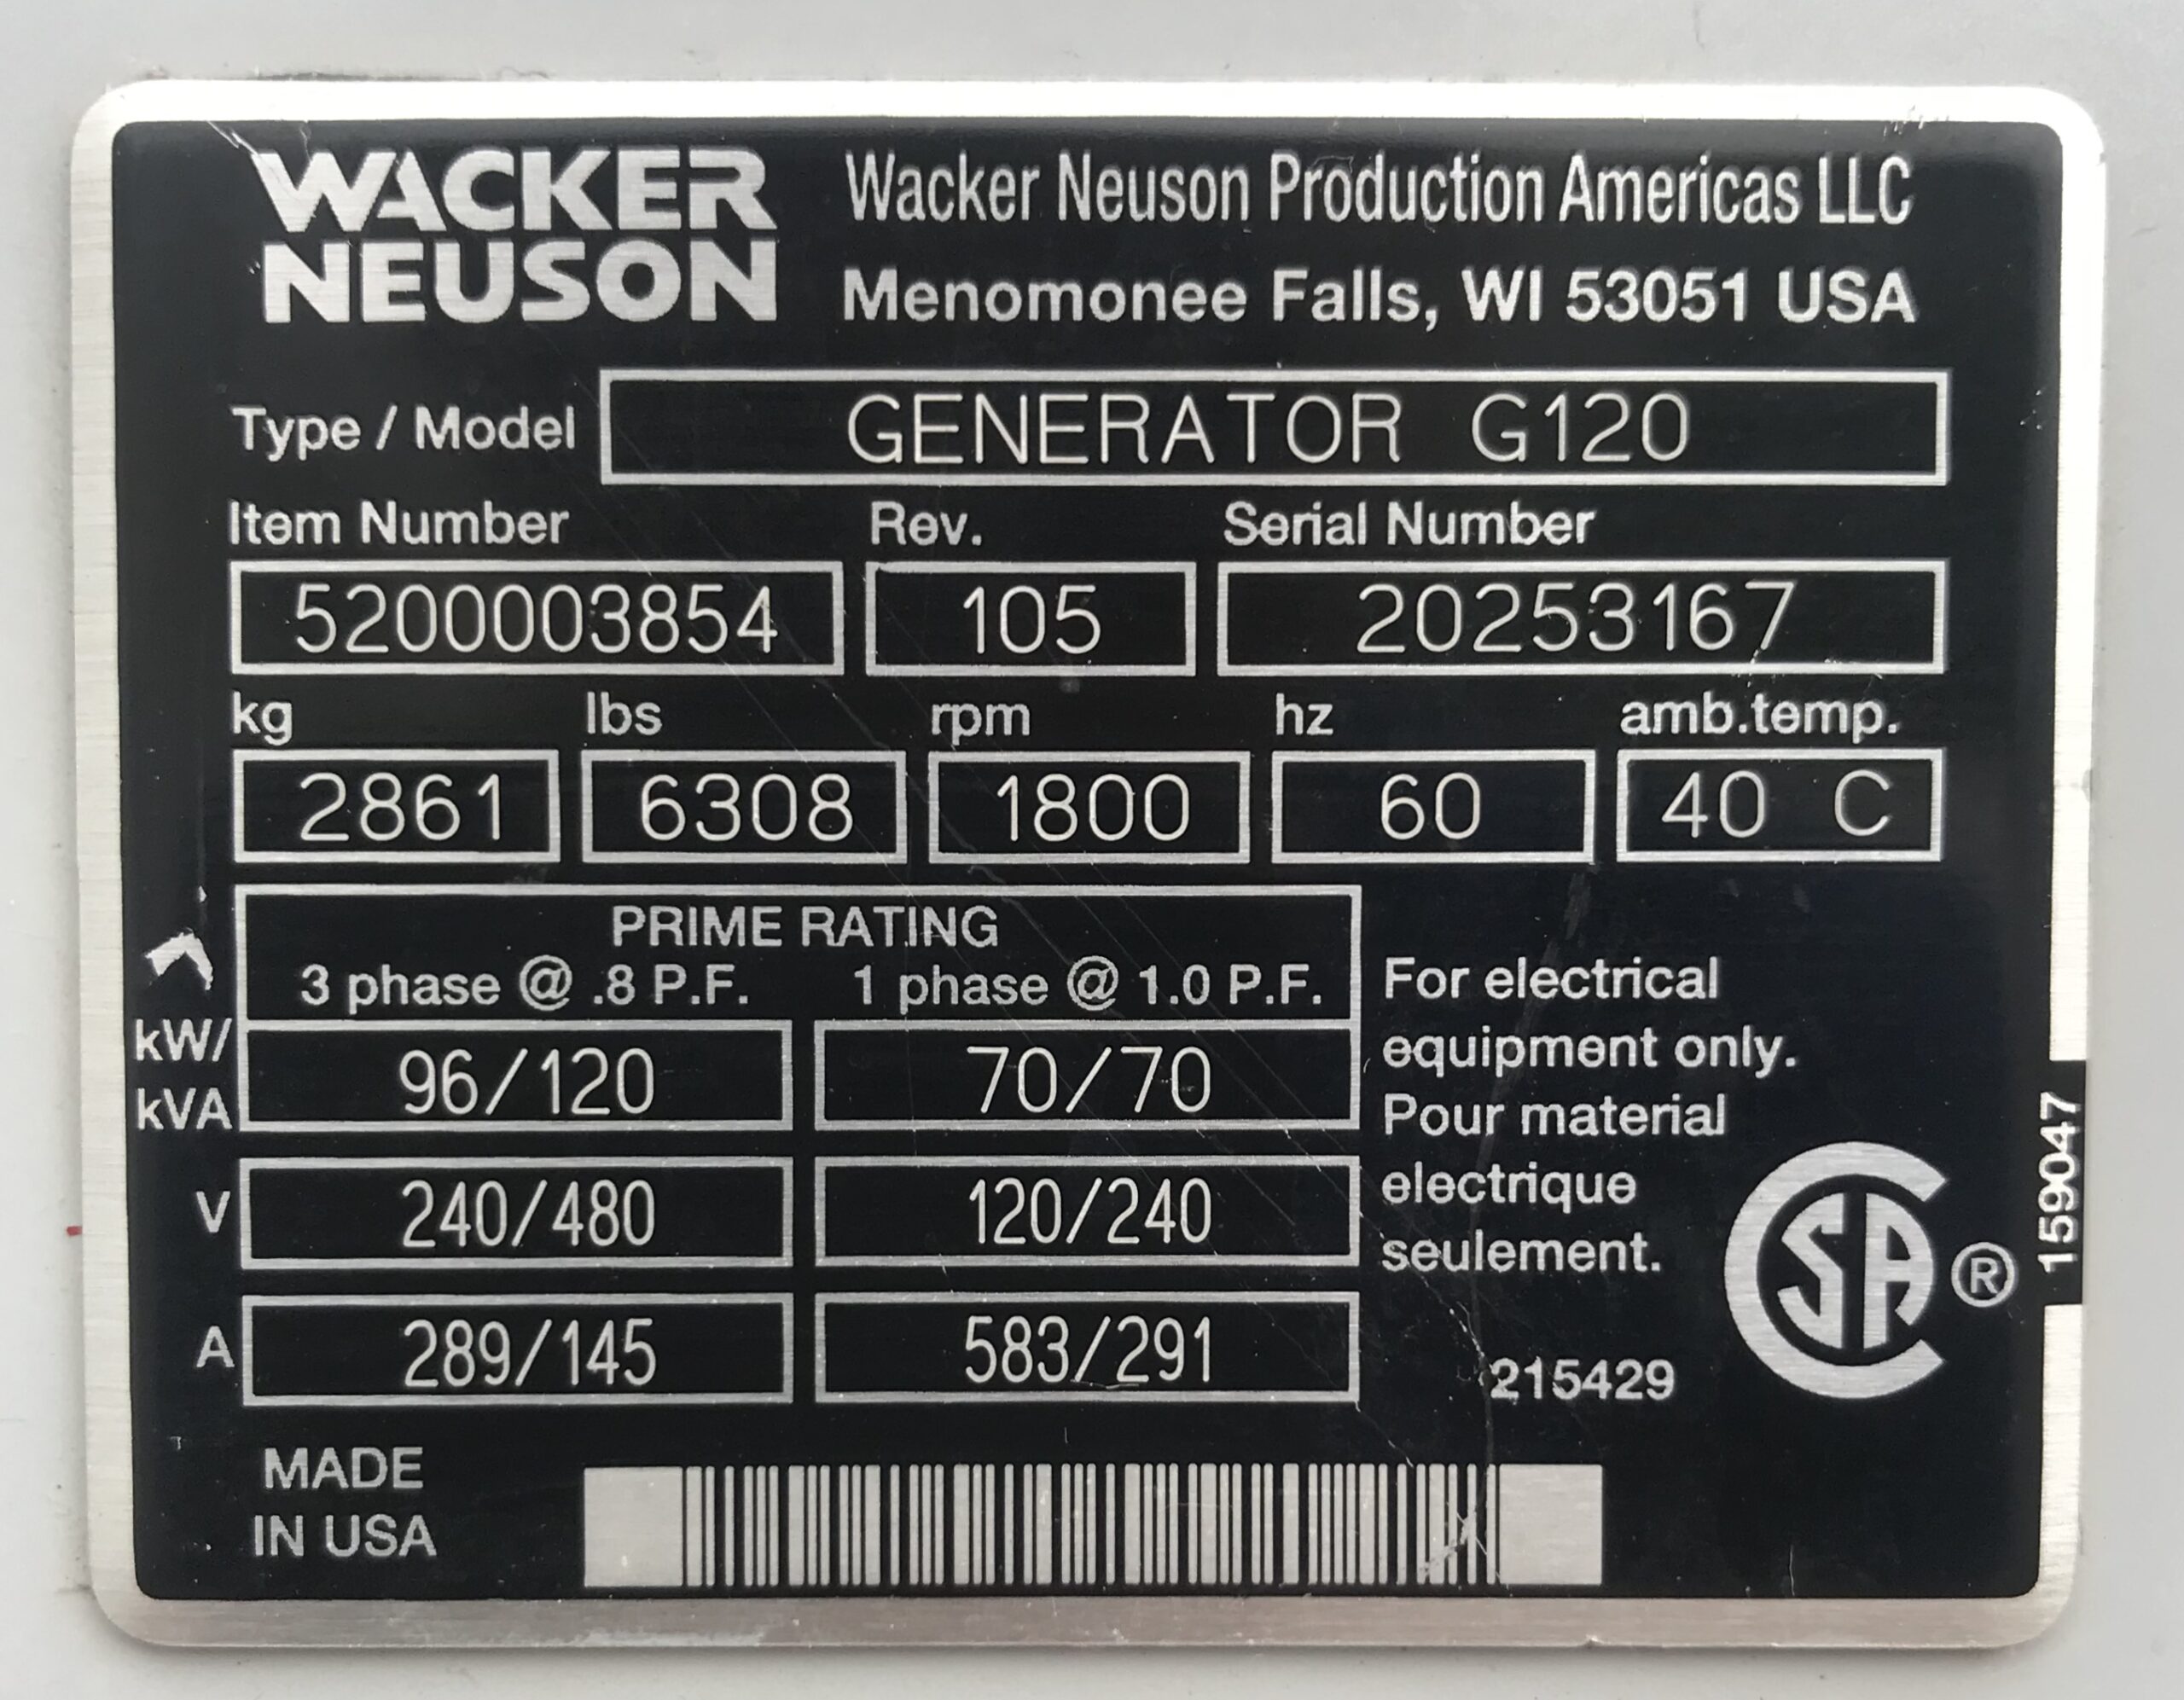 WACKER
NEUSON
Wacker Neuson Production Americas LLC
Menomonee Falls, WI 53051 USA
Type / Model GENERATOR G120
Item Number Rev. Serial Number
5200003854 105 20253167
kg lbs rpm hz amb.temp.
2861 6308 1800 60 40 C
PRIME RATING
3 phase @ .8 P.F. 1 phase @ 1.0 P.F.
kW/
kVA
96/120 70/70
V 240/480 120/240
A 289/145 583/291
For electrical
equipment only.
Pour material
electrique
seulement.
215429
SA ®
159047
MADE
IN USA